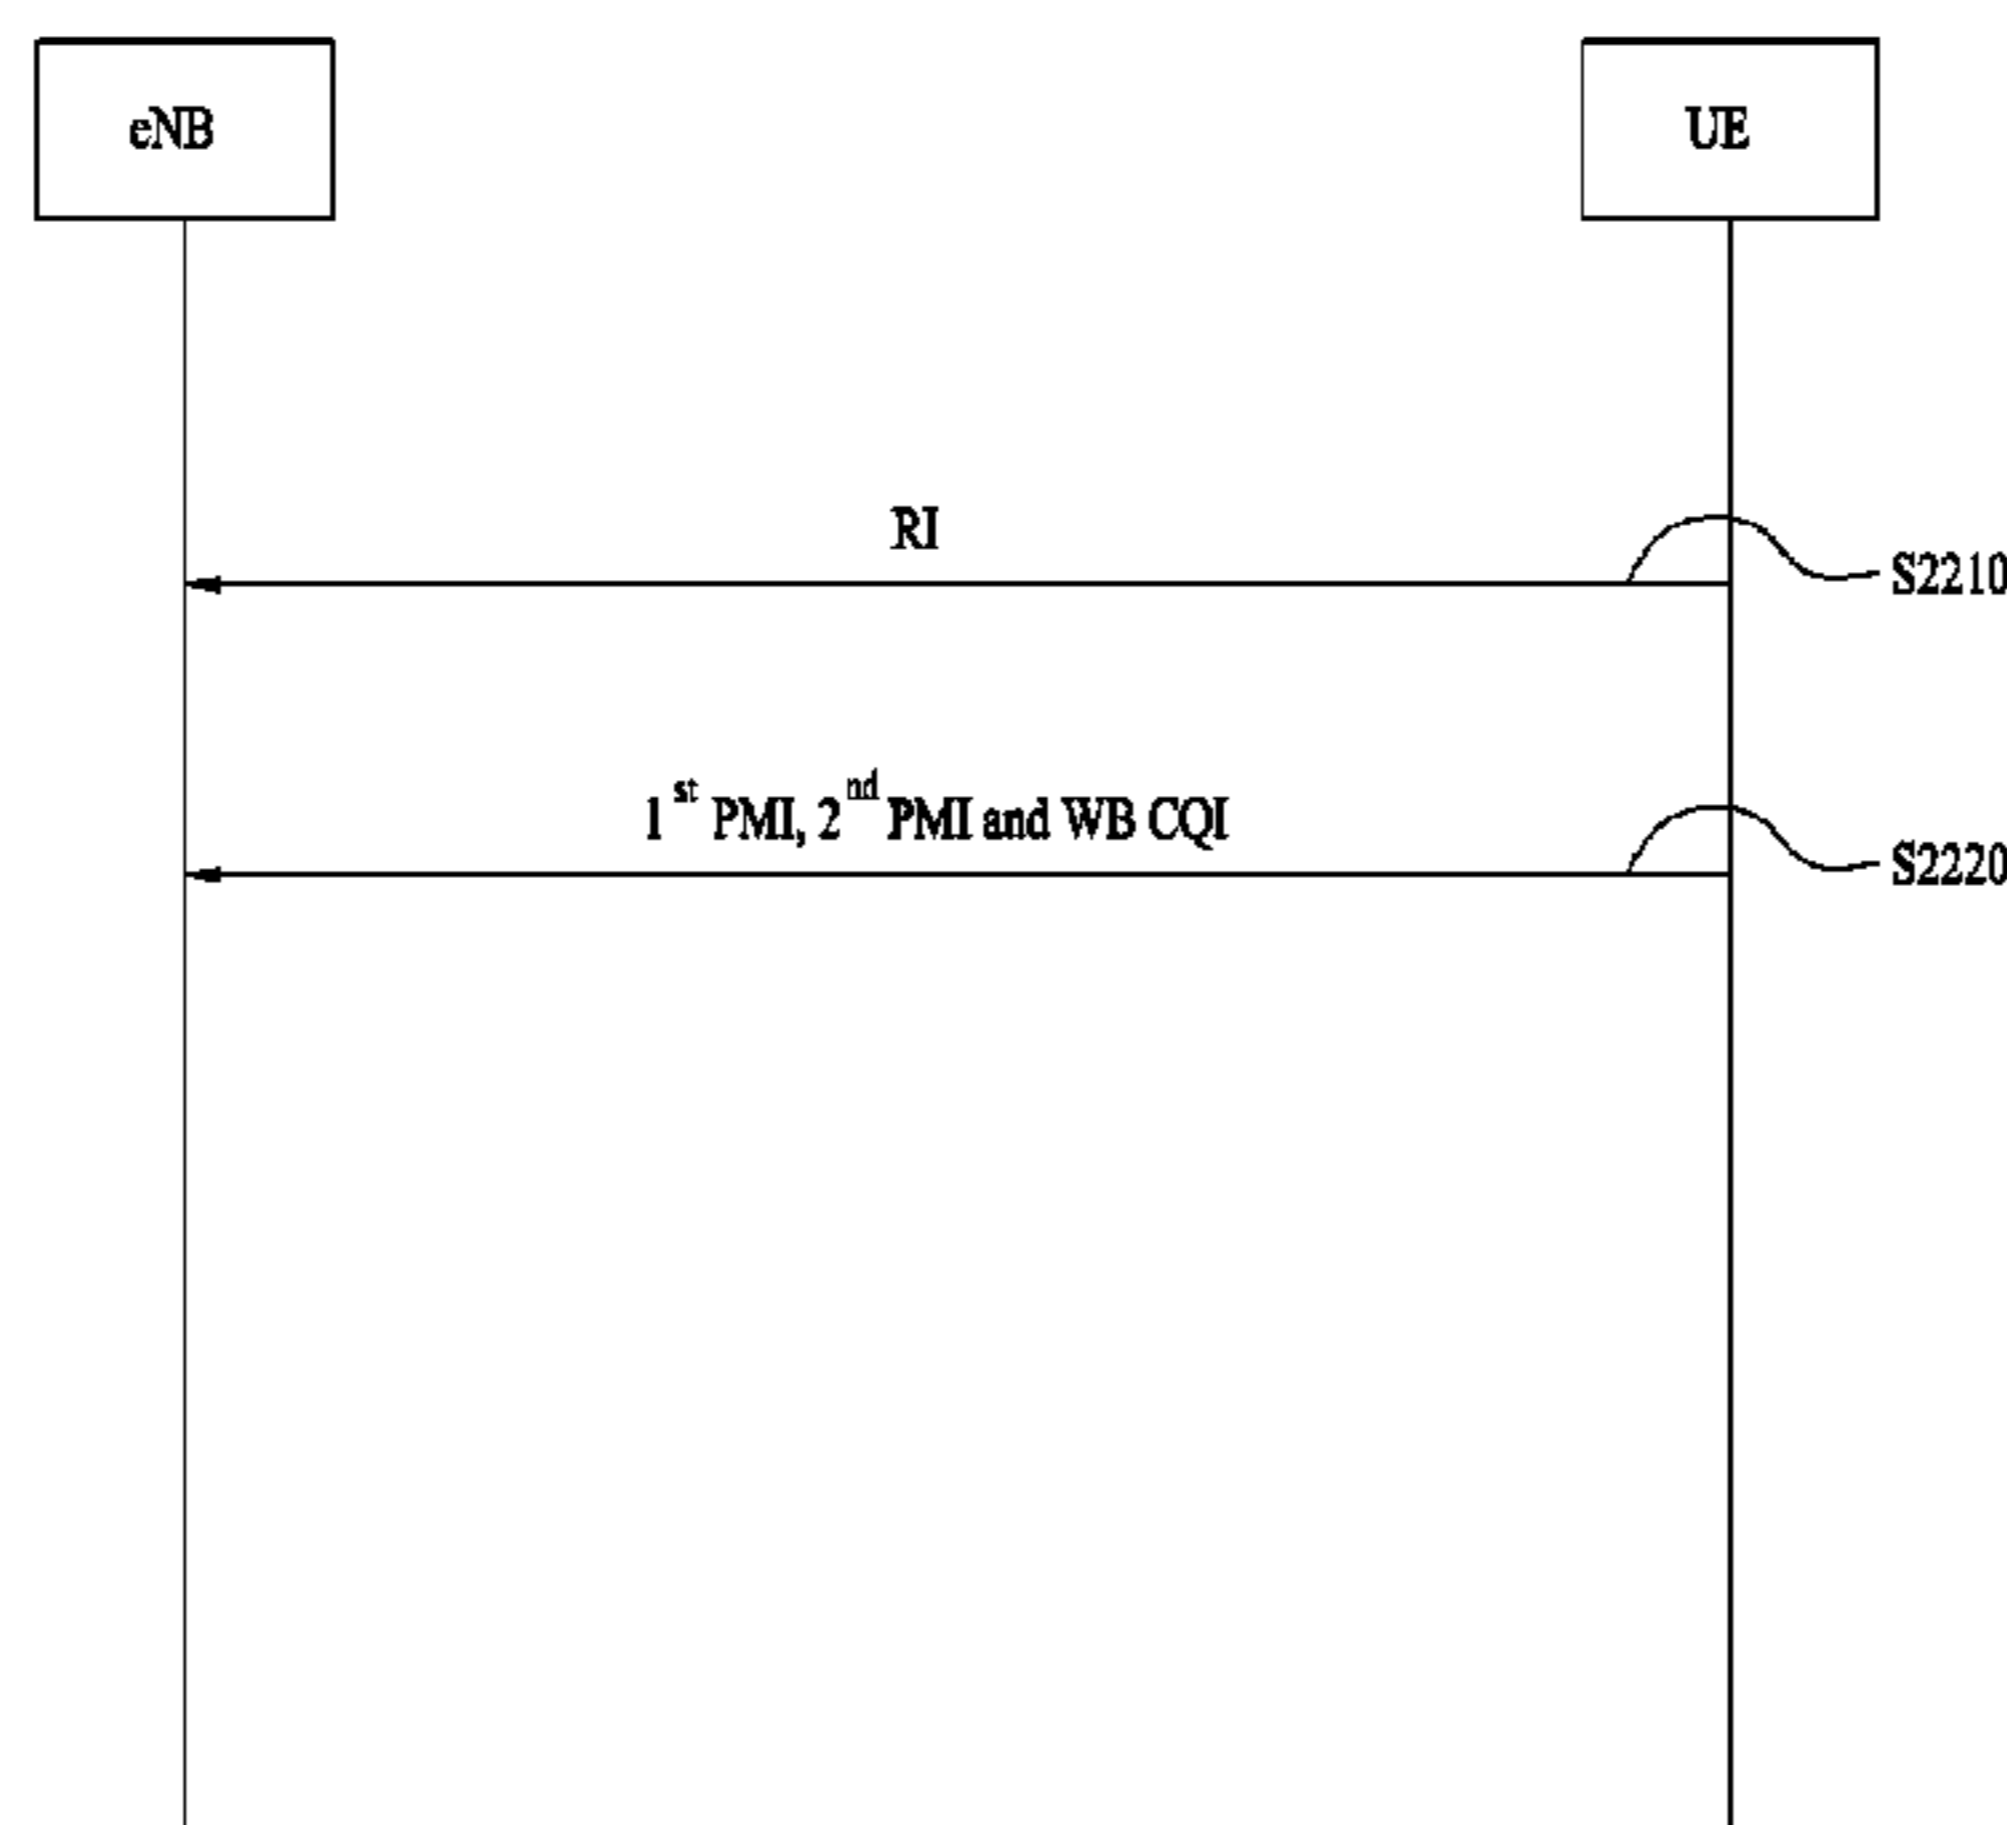 eNB
UE
RI
S2210
1st PMI, 2nd PMI and WB CQI
S2220